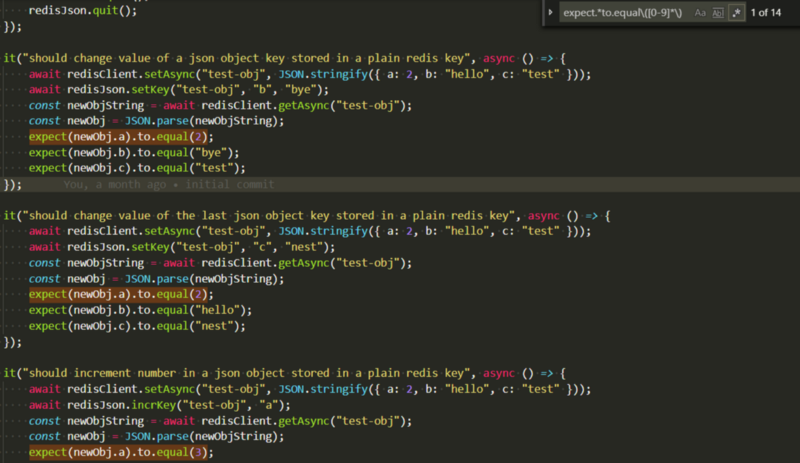 redisJson.quit();
expect.*to.equal\([0-9]*\)
Aa
Ab
.*
1 of 14
});
it("should change value of a json object key stored in a plain redis key", async () => {
await redisClient.setAsync("test-obj", JSON.stringify({ a: 2, b: "hello", c: "test" }));
await redisJson.setKey("test-obj", "b", "bye");
const newObjString = await redisClient.getAsync("test-obj");
const newObj = JSON.parse(newObjString);
expect(newObj.a).to.equal(2);
expect(newObj.b).to.equal("bye");
expect(newObj.c).to.equal("test");
});
You, a month ago • initial commit
it("should change value of the last json object key stored in a plain redis key", async () => {
await redisClient.setAsync("test-obj", JSON.stringify({ a: 2, b: "hello", c: "test" }));
await redisJson.setKey("test-obj", "c", "nest");
const newObjString = await redisClient.getAsync("test-obj");
const newObj = JSON.parse(newObjString);
expect(newObj.a).to.equal(2);
expect(newObj.b).to.equal("hello");
expect(newObj.c).to.equal("nest");
});
it("should increment number in a json object stored in a plain redis key", async () => {
await redisClient.setAsync("test-obj", JSON.stringify({ a: 2, b: "hello", c: "test" }));
await redisJson.incrKey("test-obj", "a");
const newObjString = await redisClient.getAsync("test-obj");
const newObj = JSON.parse(newObjString);
expect(newObj.a).to.equal(3);